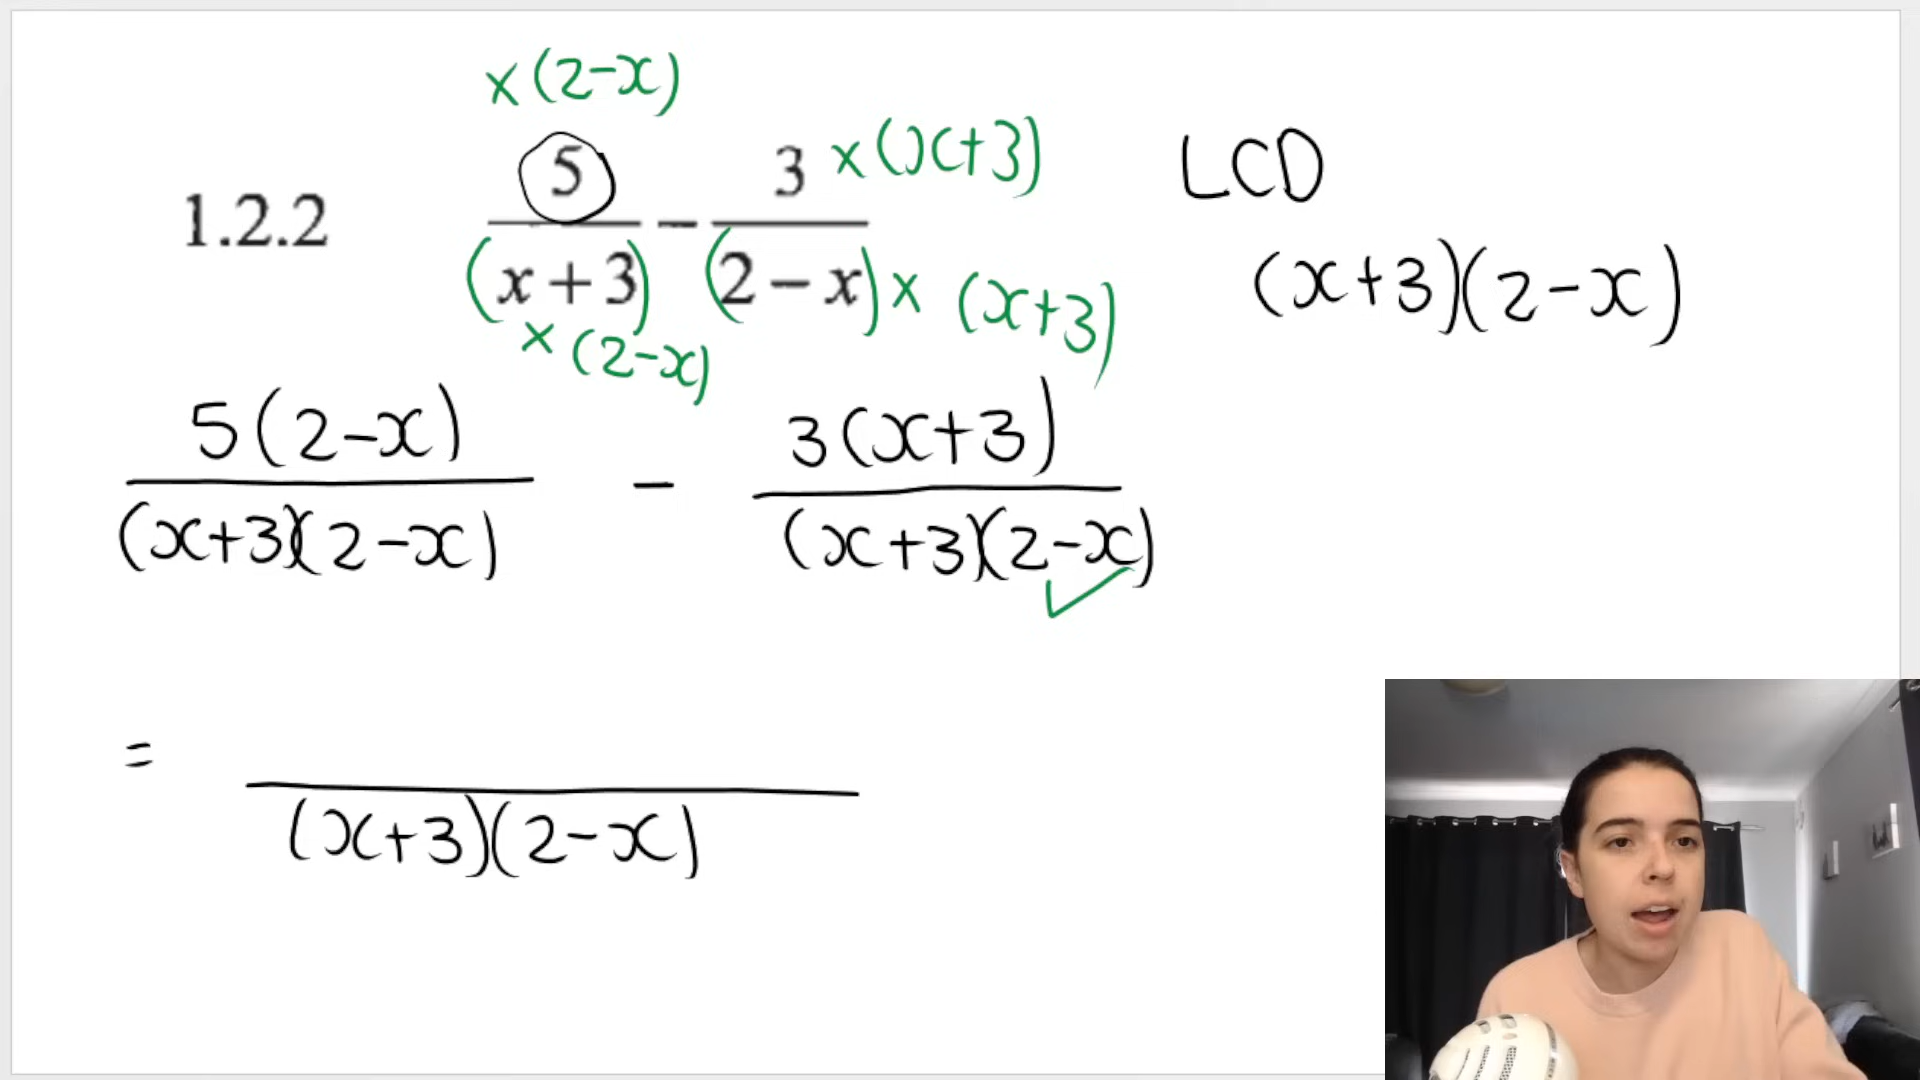 ×(2-x)
1.2.2 5/(x+3) - 3/(2-x) ×(x+3)
×(2-x) × (x+3)
LCD
(x+3)(2-x)
5(2-x) - 3(x+3)
(x+3)(2-x) (x+3)(2-x)
=
(x+3)(2-x)